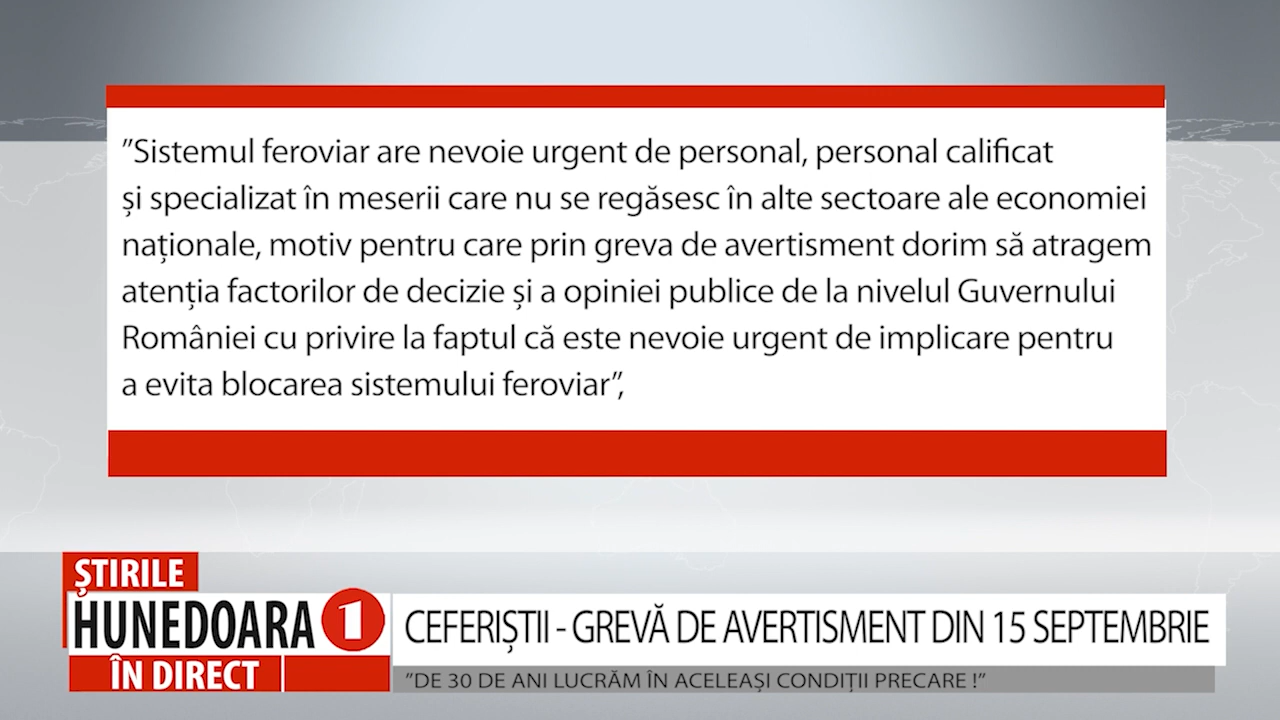 ”Sistemul feroviar are nevoie urgent de personal, personal calificat
și specializat în meserii care nu se regăsesc în alte sectoare ale economiei
naționale, motiv pentru care prin greva de avertisment dorim să atragem
atenția factorilor de decizie și a opiniei publice de la nivelul Guvernului
României cu privire la faptul că este nevoie urgent de implicare pentru
a evita blocarea sistemului feroviar”,
ȘTIRILE
HUNEDOARA 1
ÎN DIRECT
CEFERIȘTII - GREVĂ DE AVERTISMENT DIN 15 SEPTEMBRIE
”DE 30 DE ANI LUCRĂM ÎN ACELEAȘI CONDIȚII PRECARE !”